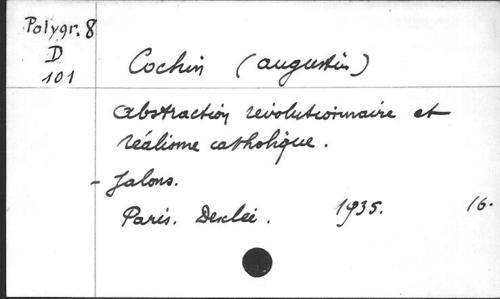 Polygr. 8
D
101
Cochin (Augustin)
Abstraction révolutionnaire et
réalisme catholique.
- Jalons.
Paris. Desclée. 1935. 16.